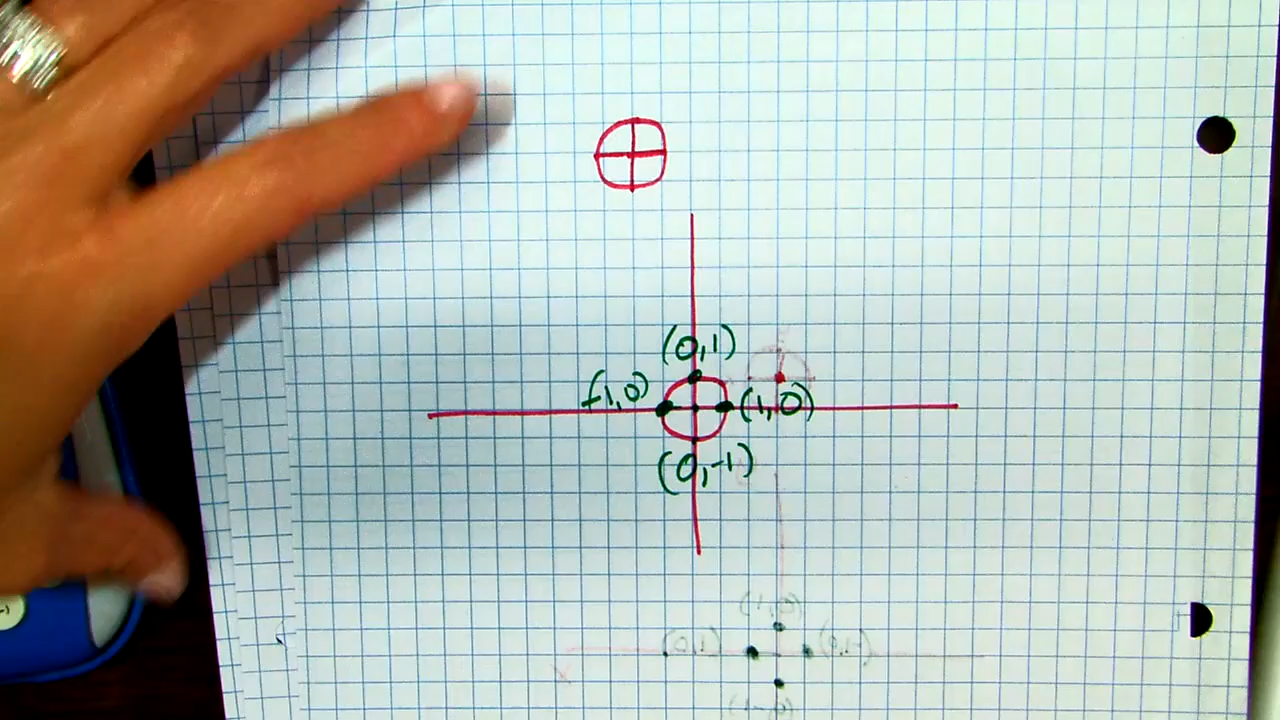 (0,1)
(-1,0) (1,0)
(0,-1)